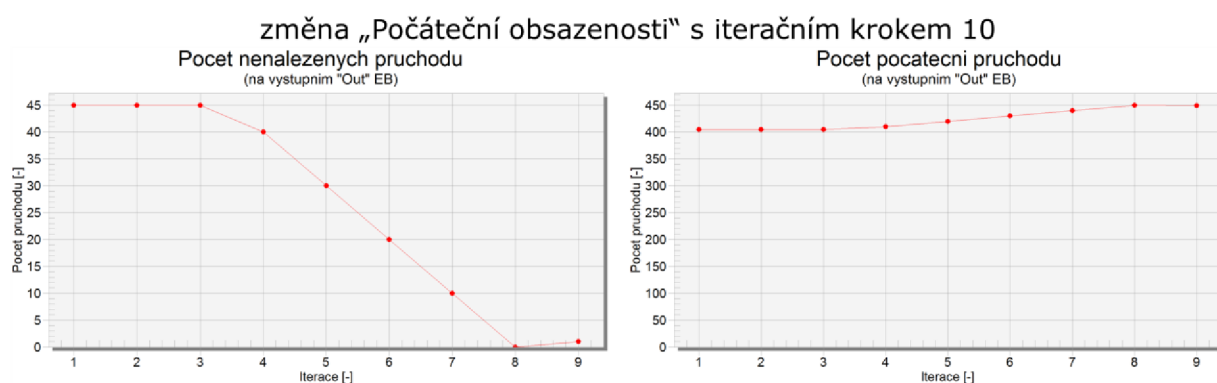 změna „Počáteční obsazenosti“ s iteračním krokem 10
Pocet nenalezenych pruchodu
(na vystupnim "Out" EB)
45
40
35
30
25
20
15
10
5
0
Pocet pruchodu [-]
1 2 3 4 5 6 7 8 9
Iterace [-]
Pocet pocatecni pruchodu
(na vystupnim "Out" EB)
450
400
350
300
250
200
150
100
50
0
Pocet pruchodu [-]
1 2 3 4 5 6 7 8 9
Iterace [-]